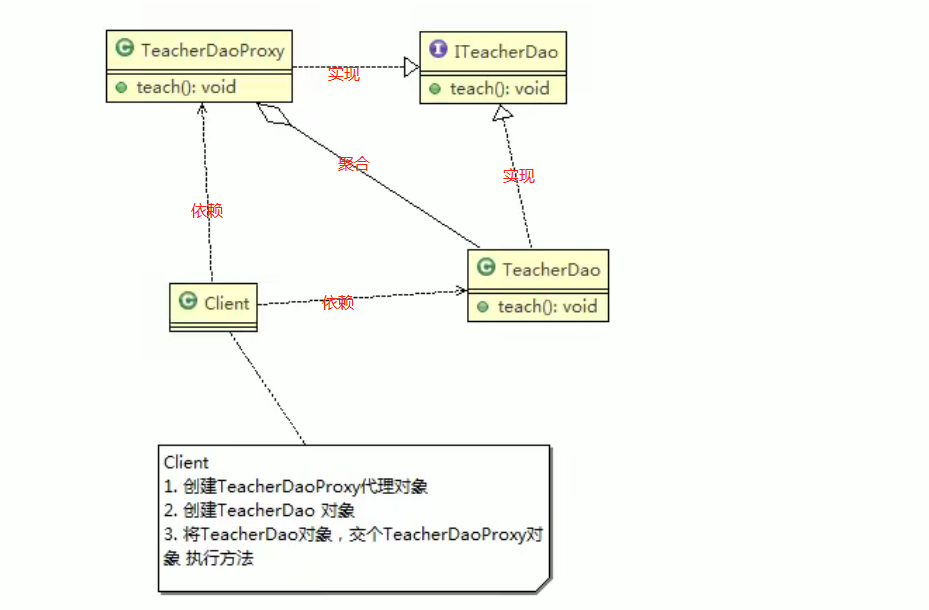 TeacherDaoProxy
teach(): void
实现
I ITeacherDao
teach(): void
聚合
实现
依赖
C TeacherDao
teach(): void
C Client
依赖
Client
1. 创建TeacherDaoProxy代理对象
2. 创建TeacherDao 对象
3. 将TeacherDao对象，交个TeacherDaoProxy对
象 执行方法